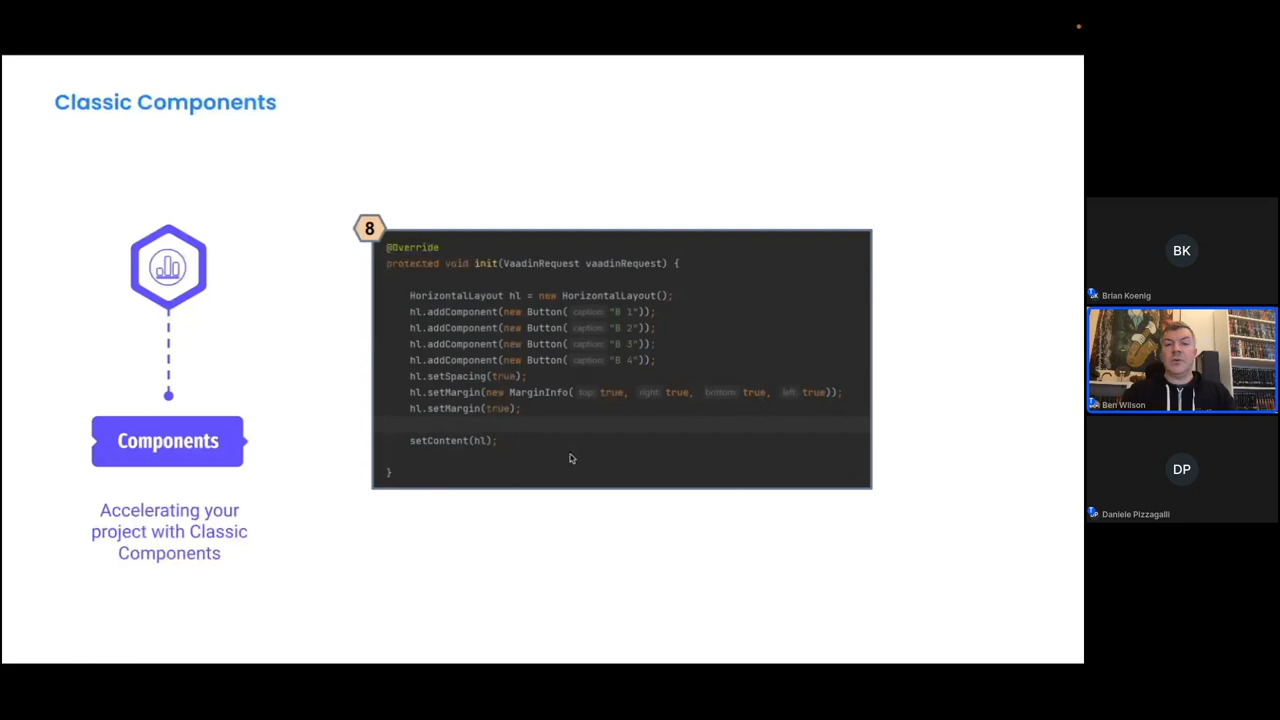 Classic Components
8
@Override
protected void init(VaadinRequest vaadinRequest) {
HorizontalLayout hl = new HorizontalLayout();
hl.addComponent(new Button( caption: "B 1"));
hl.addComponent(new Button( caption: "B 2"));
hl.addComponent(new Button( caption: "B 3"));
hl.addComponent(new Button( caption: "B 4"));
hl.setSpacing(true);
hl.setMargin(new MarginInfo( top: true, right: true, bottom: true, left: true));
hl.setMargin(true);
setContent(hl);
}
Components
Accelerating your
project with Classic
Components
BK
Brian Koenig
Ben Wilson
DP
Daniele Pizzagalli